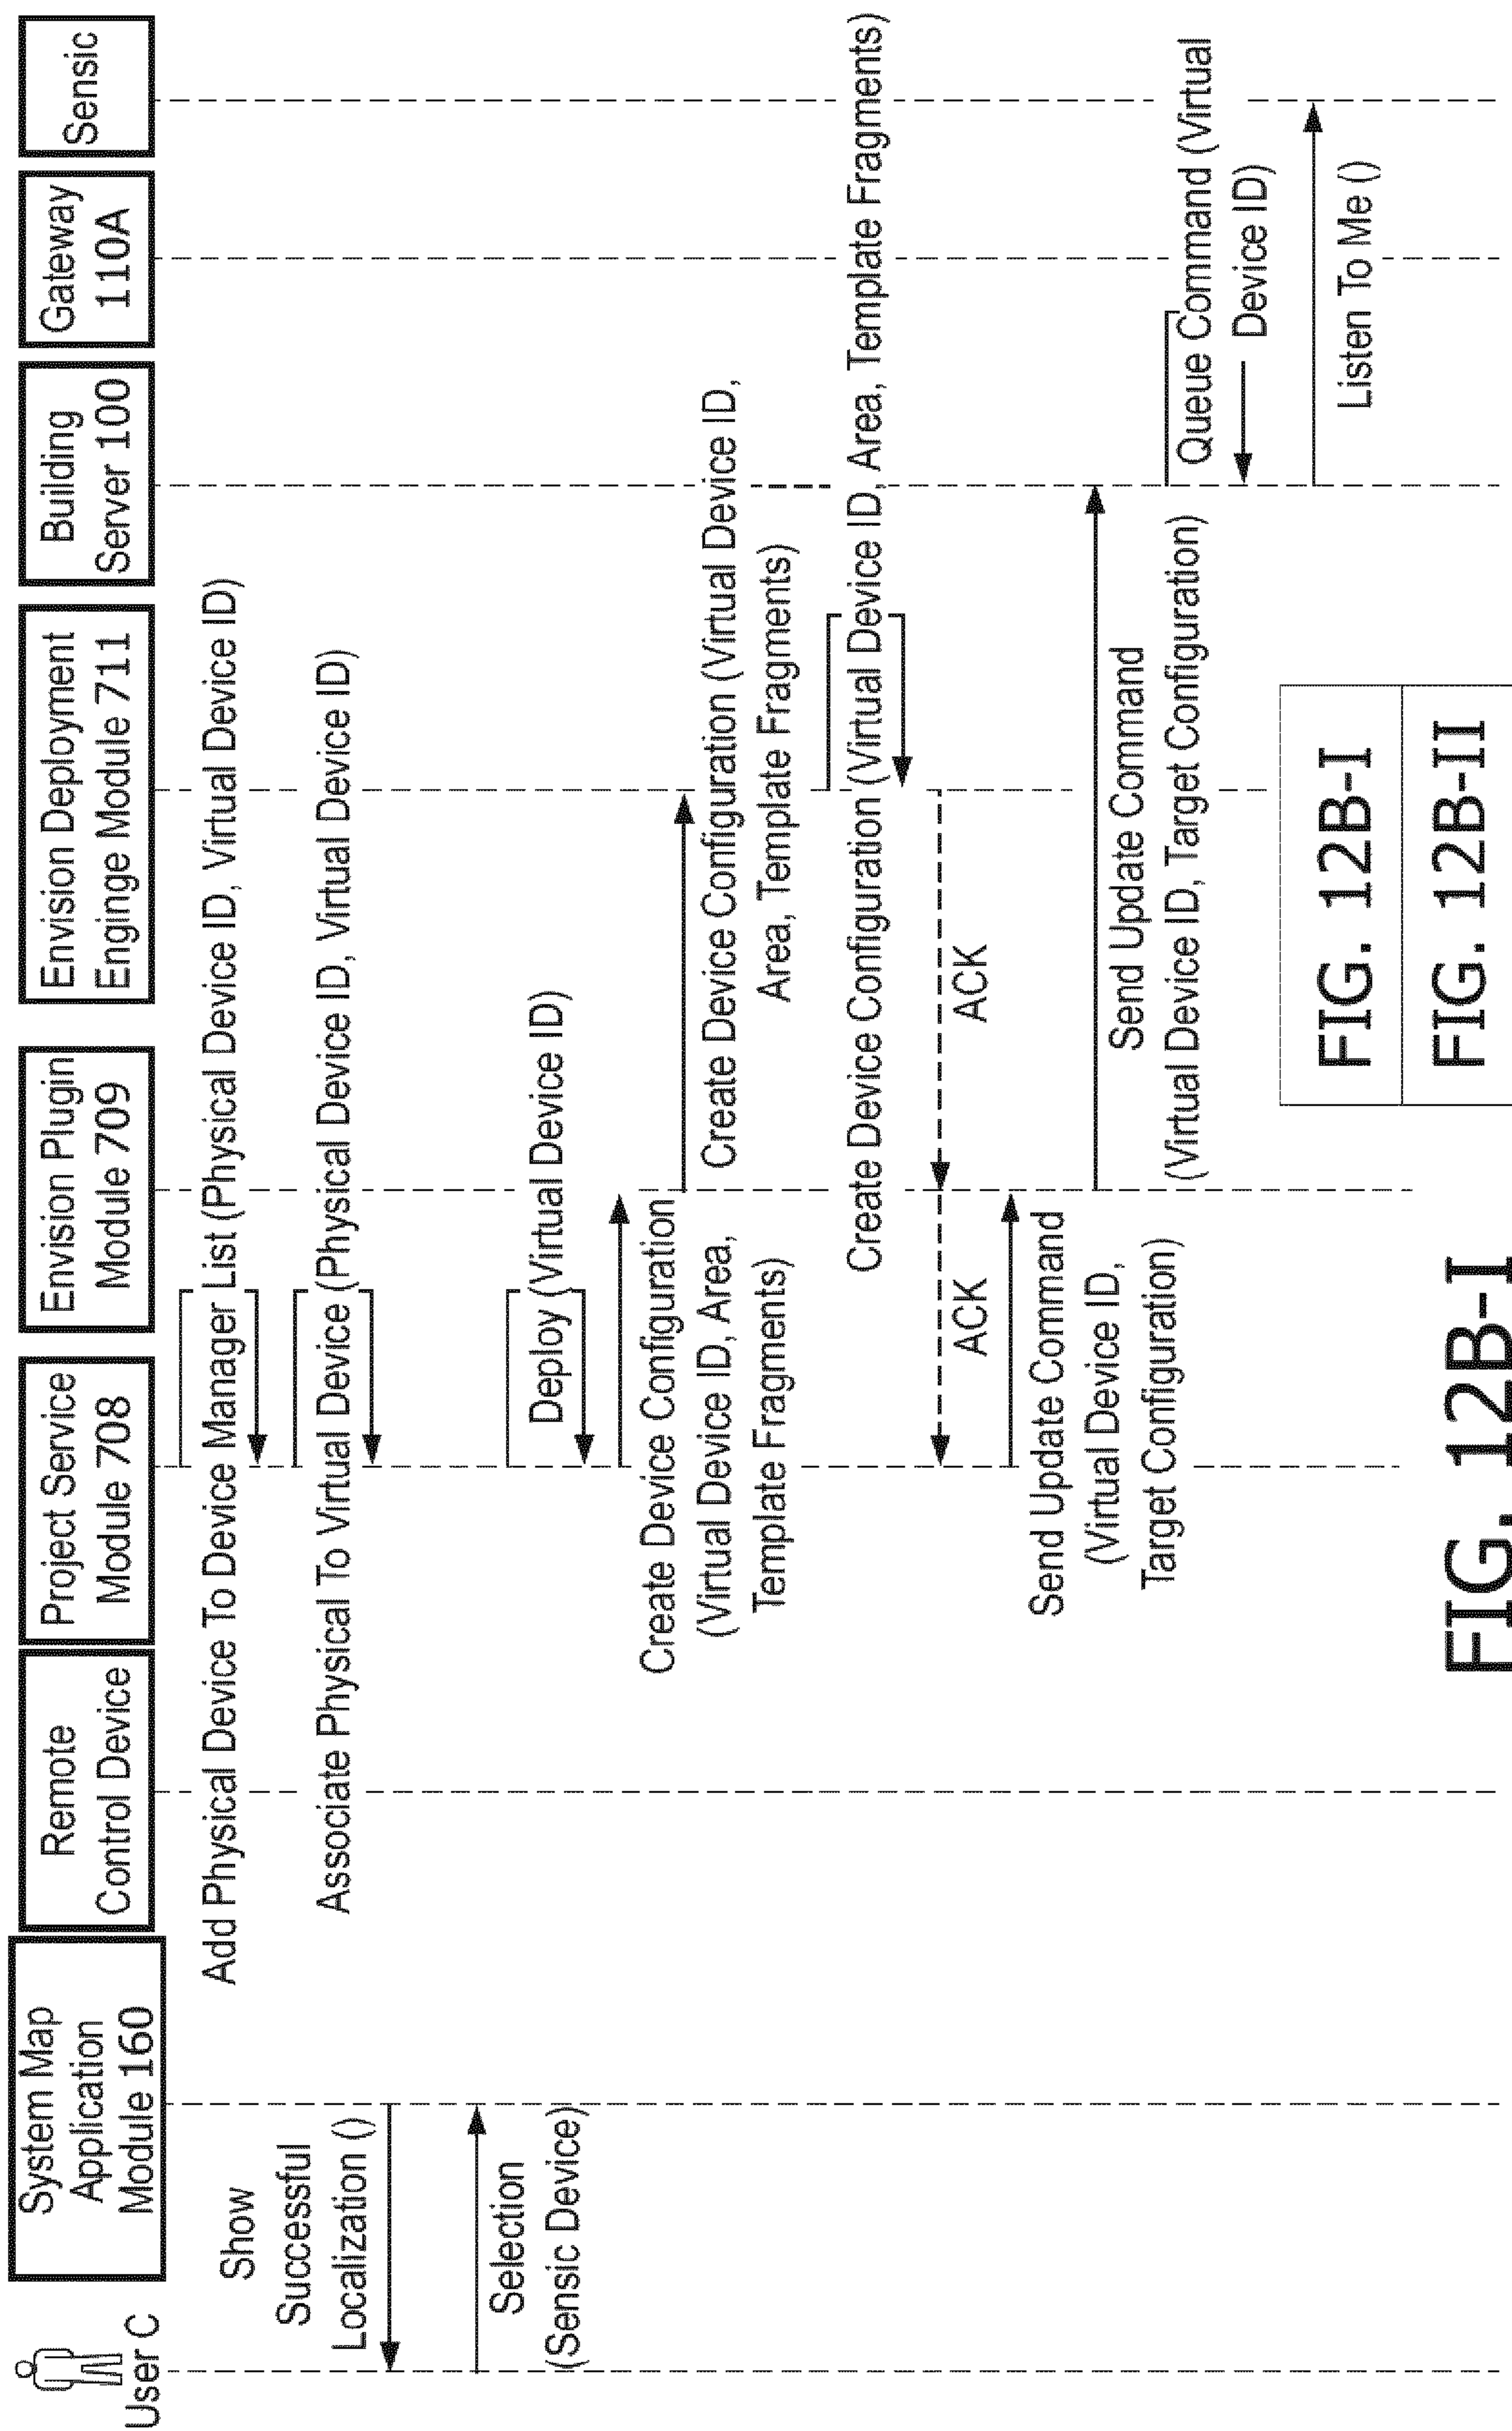 User C
System Map
Application
Module 160
Remote
Control Device
Project Service
Module 708
Envision Plugin
Module 709
Envision Deployment
Enginge Module 711
Building
Server 100
Gateway
110A
Sensic
Add Physical Device To Device Manager List (Physical Device ID, Virtual Device ID)
Show
Successful
Localization ()
Associate Physical To Virtual Device (Physical Device ID, Virtual Device ID)
Selection
(Sensic Device)
Deploy (Virtual Device ID)
Create Device Configuration
(Virtual Device ID, Area,
Template Fragments)
Create Device Configuration (Virtual Device ID,
Area, Template Fragments)
Create Device Configuration (Virtual Device ID, Area, Template Fragments)
ACK
ACK
Send Update Command
(Virtual Device ID,
Target Configuration)
Send Update Command
(Virtual Device ID, Target Configuration)
Queue Command (Virtual
Device ID)
Listen To Me ()
FIG. 12B-I
FIG. 12B-II
FIG. 12B-I